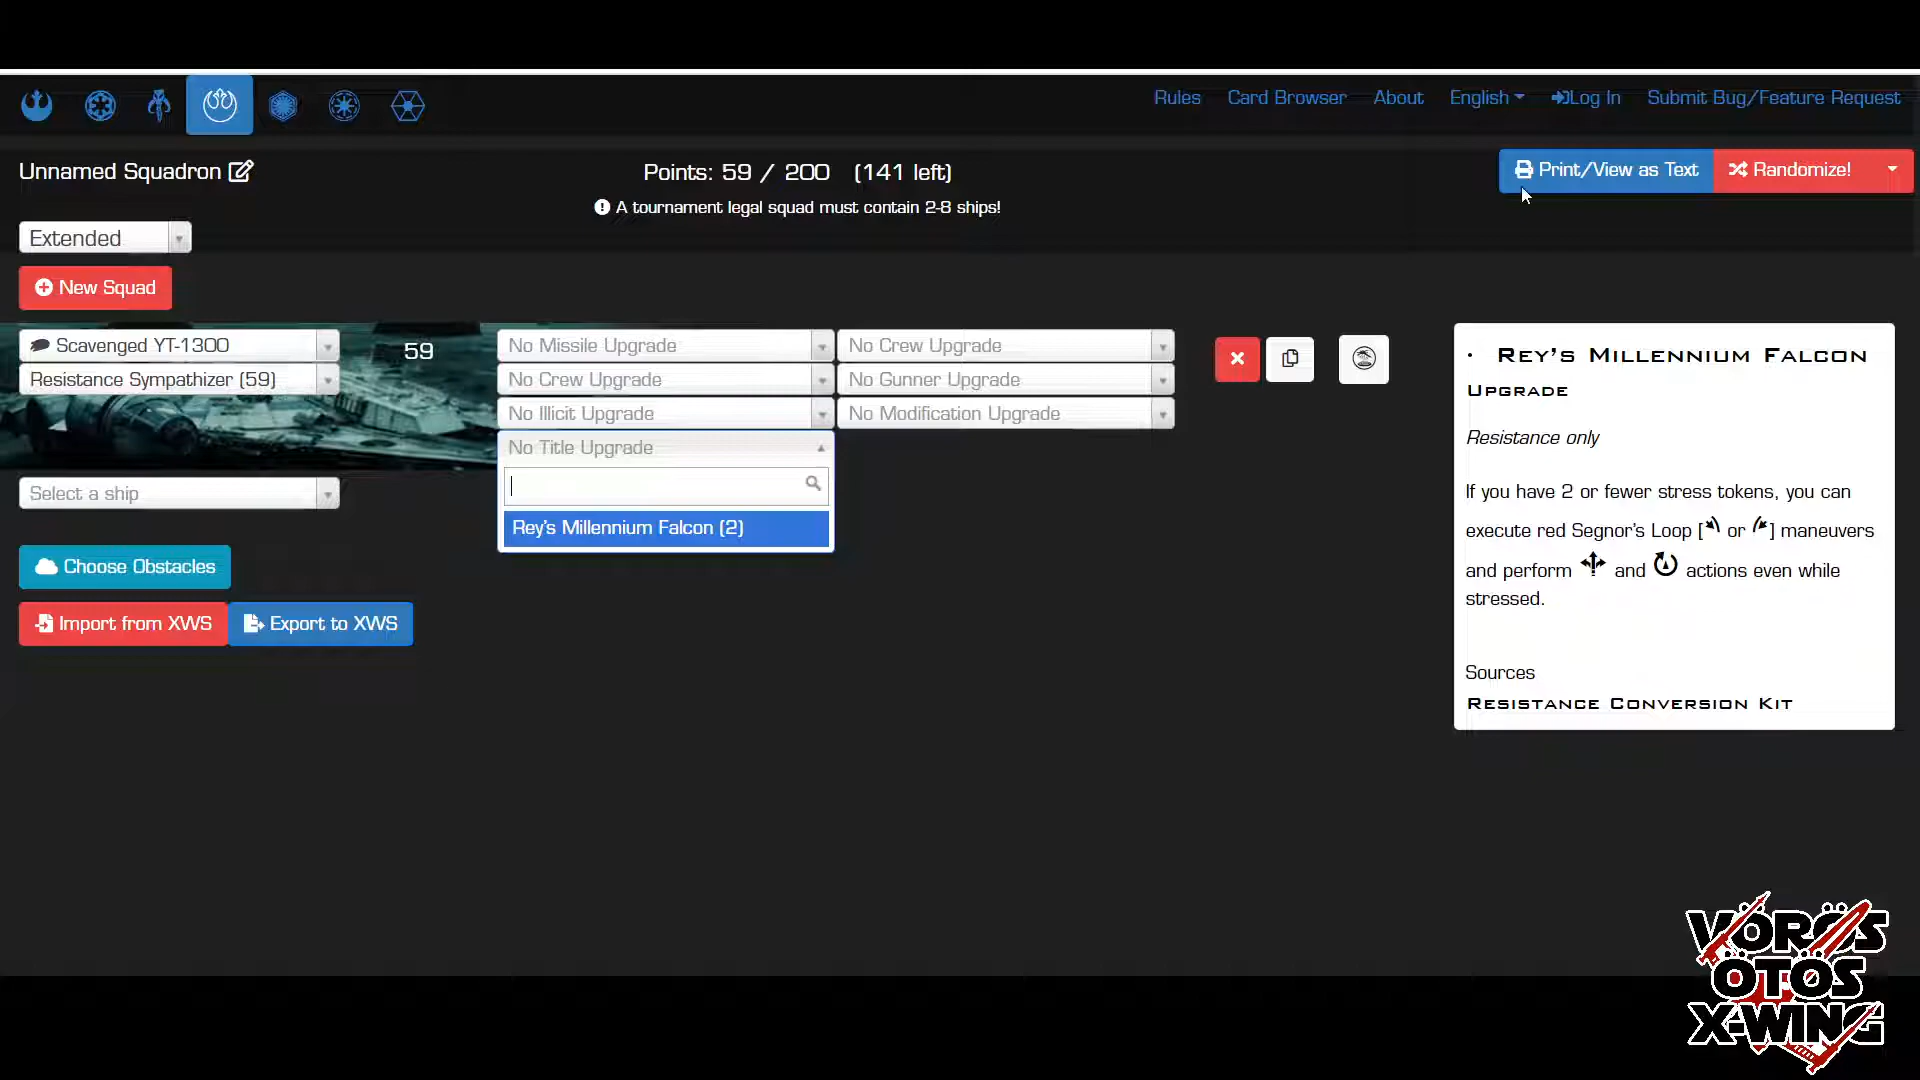 Rules Card Browser About English Log In Submit Bug/Feature Request
Unnamed Squadron
Points: 59 / 200 (141 left)
Print/View as Text
Randomize!
A tournament legal squad must contain 2-8 ships!
Extended
New Squad
Scavenged YT-1300
59
No Missile Upgrade
No Crew Upgrade
Resistance Sympathizer (59)
No Crew Upgrade
No Gunner Upgrade
No Illicit Upgrade
No Modification Upgrade
No Title Upgrade
Rey's Millennium Falcon (2)
Select a ship
Choose Obstacles
Import from XWS
Export to XWS
· Rey's Millennium Falcon
Upgrade
Resistance only
If you have 2 or fewer stress tokens, you can
execute red Segnor's Loop [ or ] maneuvers
and perform and actions even while
stressed.
Sources
Resistance Conversion Kit
VÖRÖS
ÖTÖS
X-WING